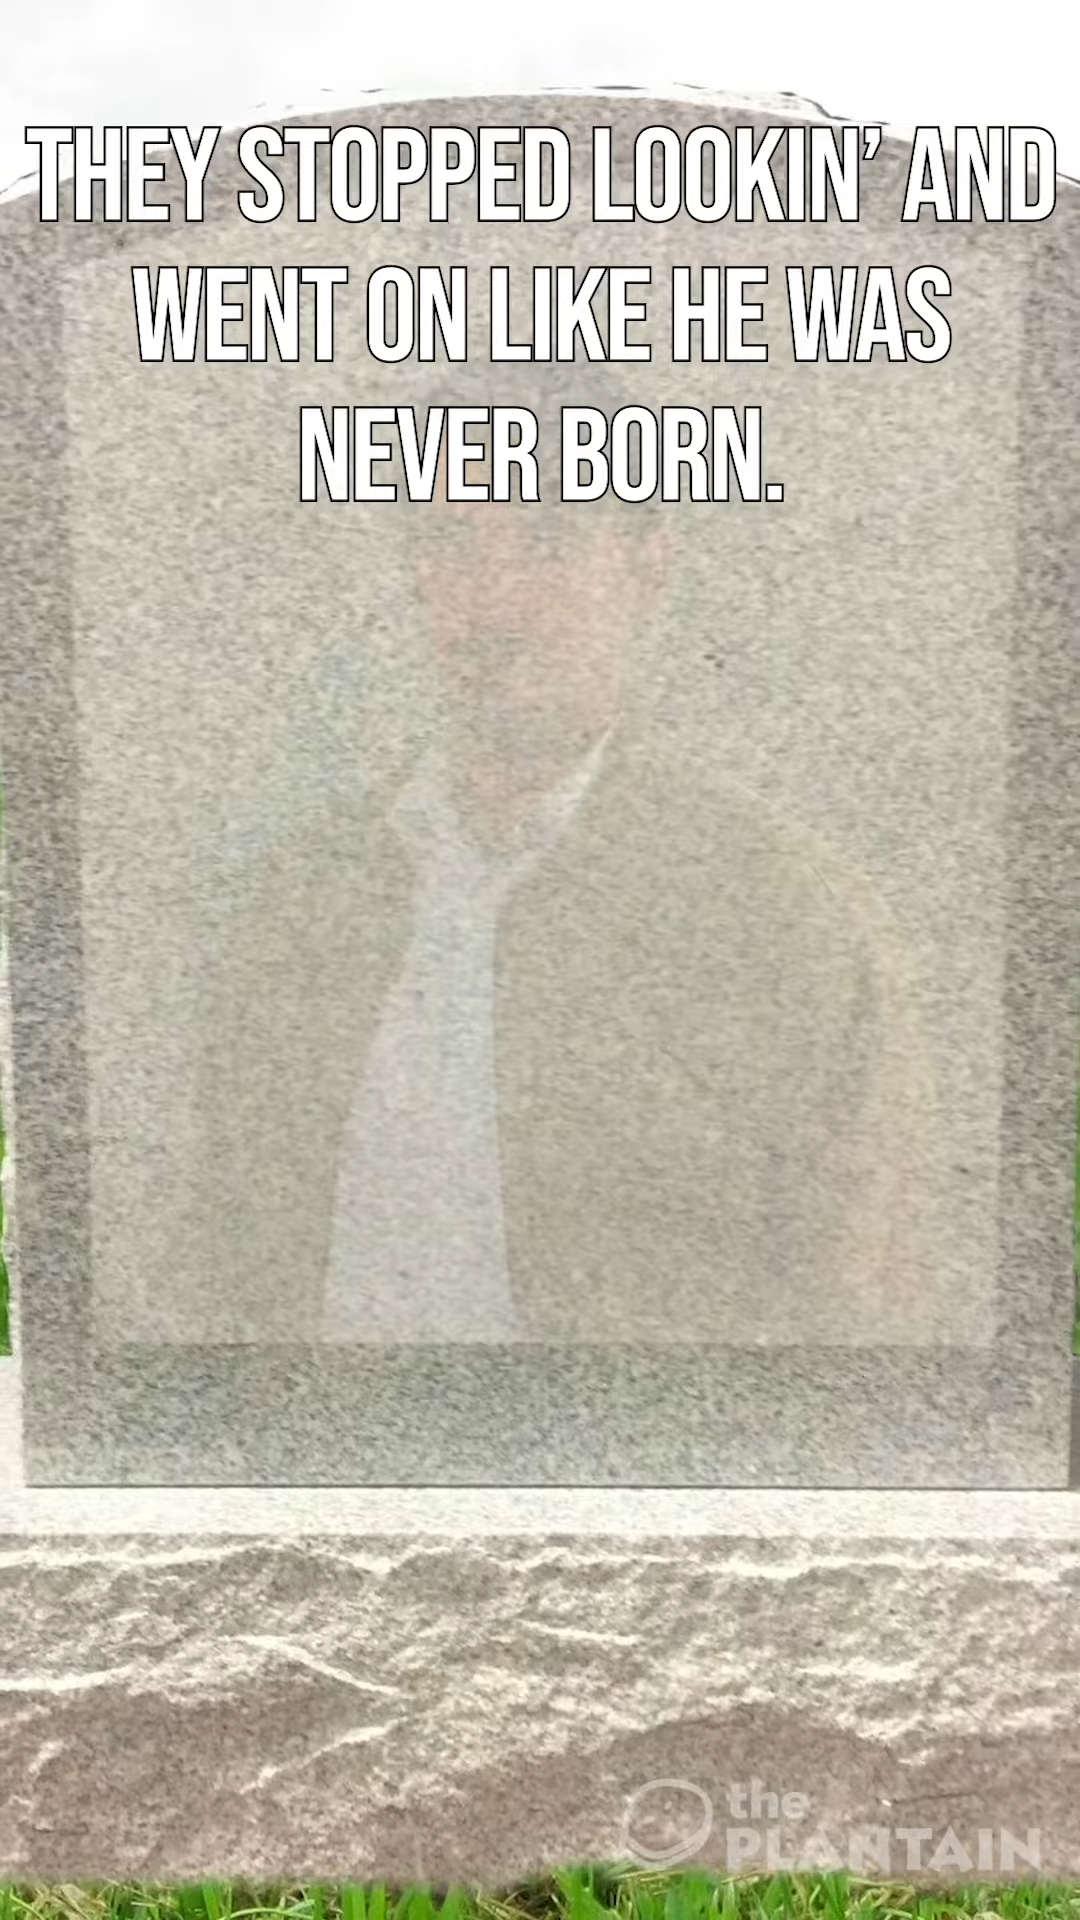 THEY STOPPED LOOKIN’ AND
WENT ON LIKE HE WAS
NEVER BORN.
the
PLANTAIN